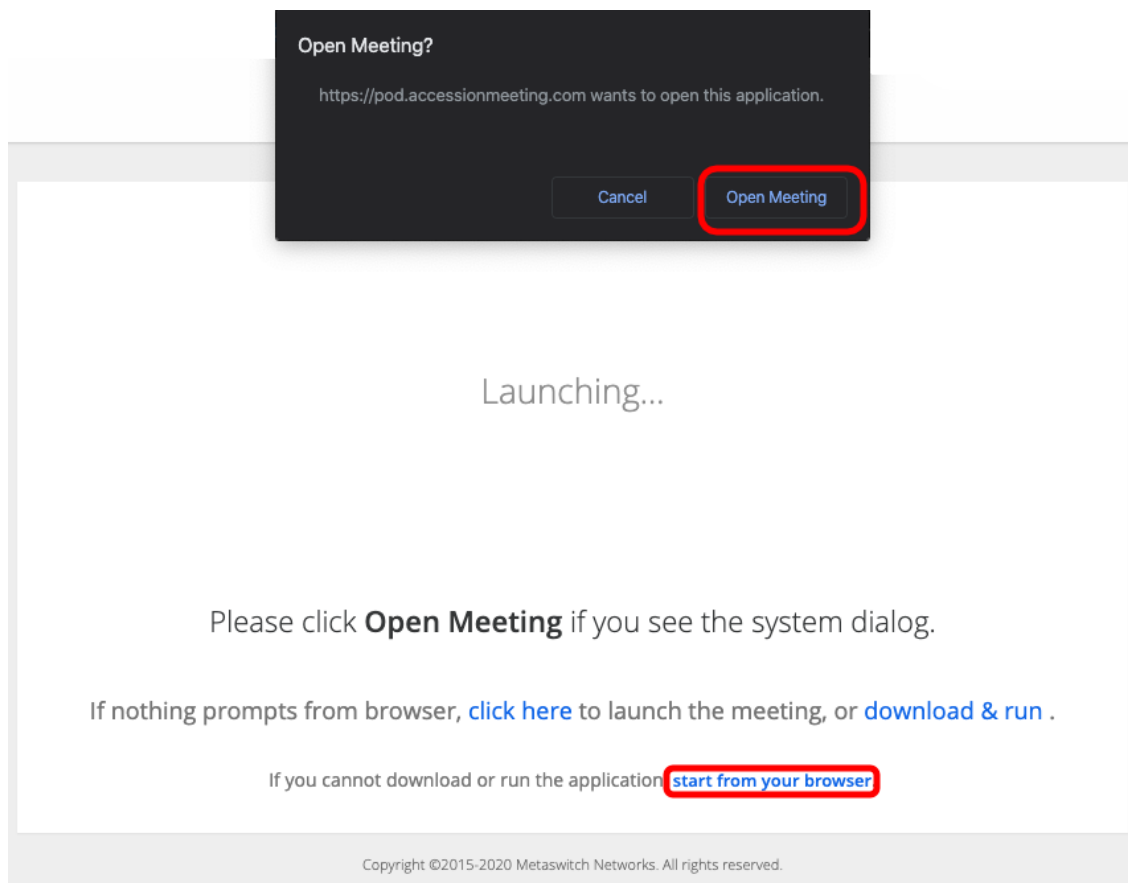 Open Meeting?
https://pod.accessionmeeting.com wants to open this application.
Cancel
Open Meeting
Launching...
Please click Open Meeting if you see the system dialog.
If nothing prompts from browser, click here to launch the meeting, or download & run .
If you cannot download or run the application start from your browser
Copyright ©2015-2020 Metaswitch Networks. All rights reserved.